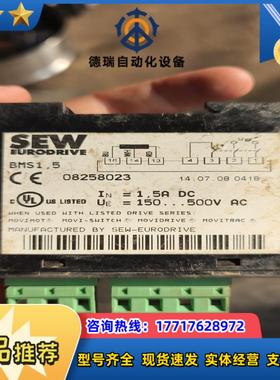 德瑞自动化设备
SEW
EURODRIVE
BMS1,5
08258023
14.07.08 0418
IN = 1,5A DC
UE = 150...500V AC
C UL US LISTED
WHEN USED WITH LISTED DRIVE SERIES:
MOVIMOT MOVI-SWITCH MOVIDRIVE MOVITRAC
MANUFACTURED BY SEW-EURODRIVE
咨询热线：17717628972
品推荐
型号齐全 现货速发 实体经营